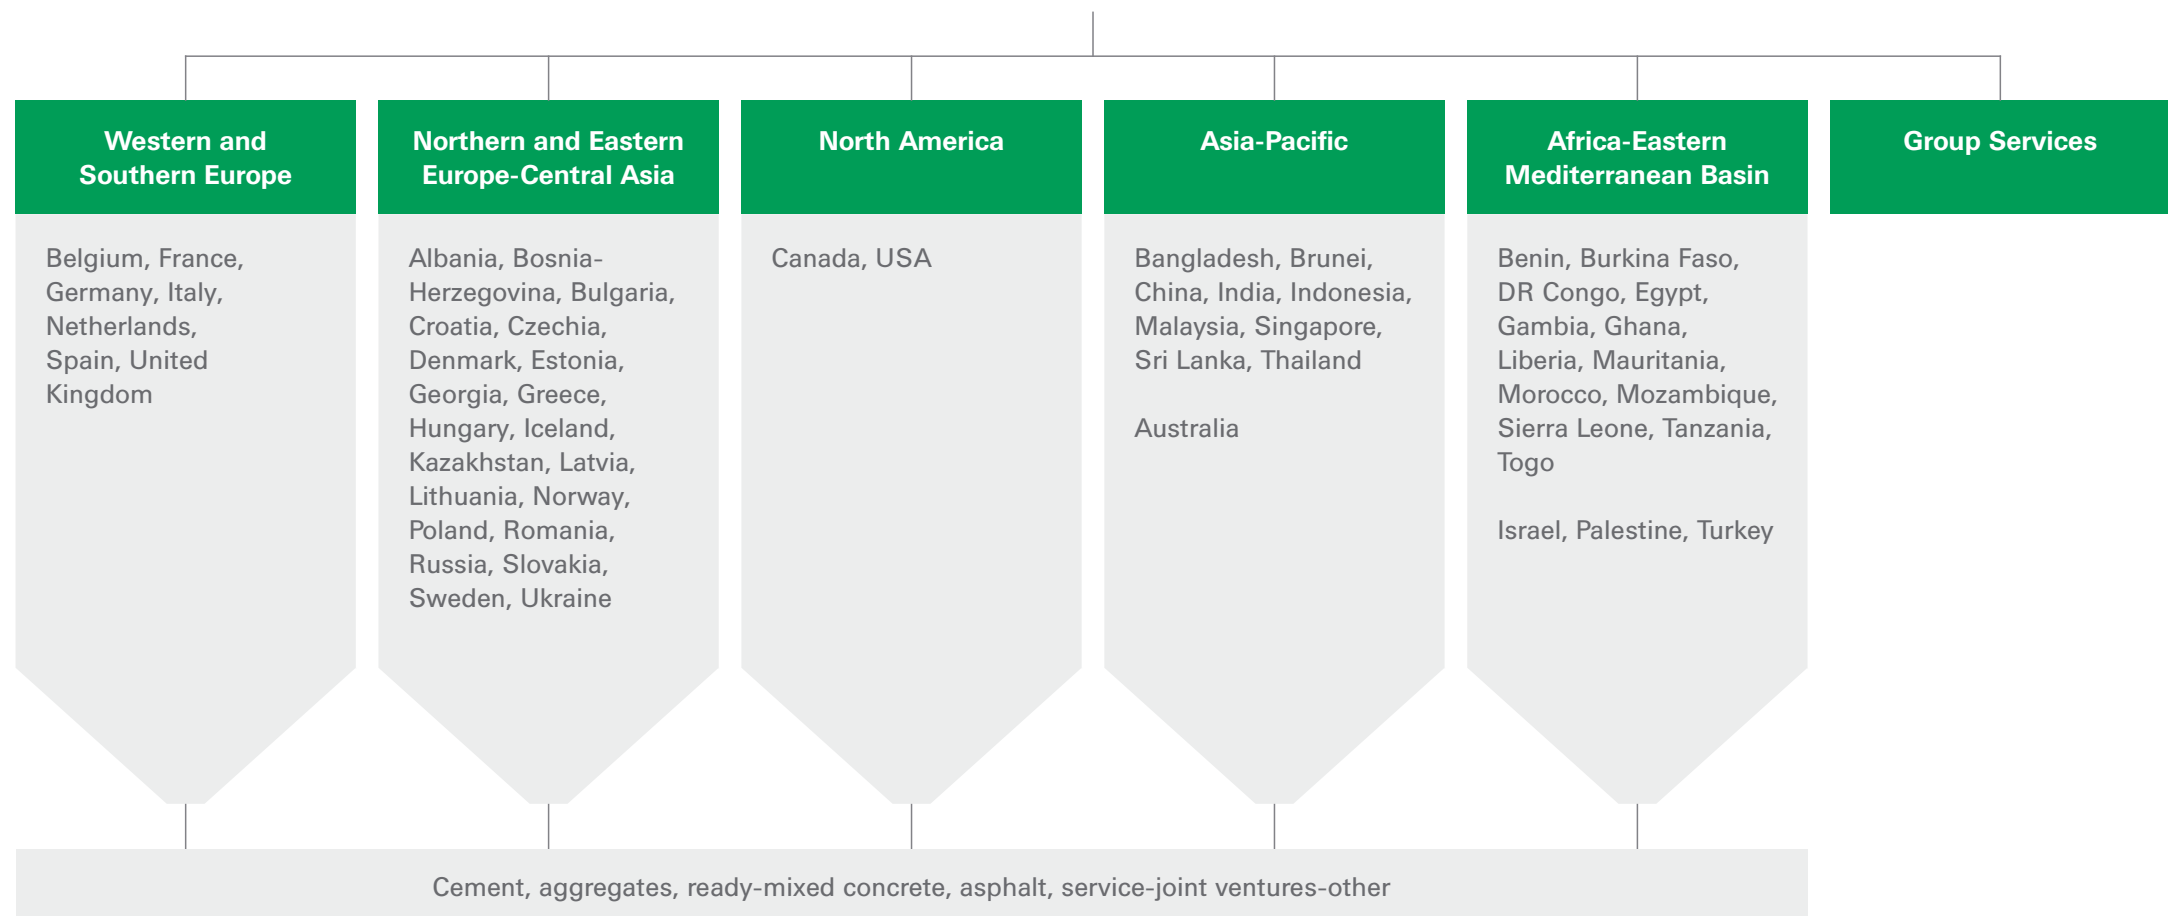 Western and
Southern Europe
Belgium, France,
Germany, Italy,
Netherlands,
Spain, United
Kingdom
Northern and Eastern
Europe-Central Asia
Albania, Bosnia-
Herzegovina, Bulgaria,
Croatia, Czechia,
Denmark, Estonia,
Georgia, Greece,
Hungary, Iceland,
Kazakhstan, Latvia,
Lithuania, Norway,
Poland, Romania,
Russia, Slovakia,
Sweden, Ukraine
North America
Canada, USA
Asia-Pacific
Bangladesh, Brunei,
China, India, Indonesia,
Malaysia, Singapore,
Sri Lanka, Thailand
Australia
Africa-Eastern
Mediterranean Basin
Benin, Burkina Faso,
DR Congo, Egypt,
Gambia, Ghana,
Liberia, Mauritania,
Morocco, Mozambique,
Sierra Leone, Tanzania,
Togo
Israel, Palestine, Turkey
Group Services
Cement, aggregates, ready-mixed concrete, asphalt, service-joint ventures-other